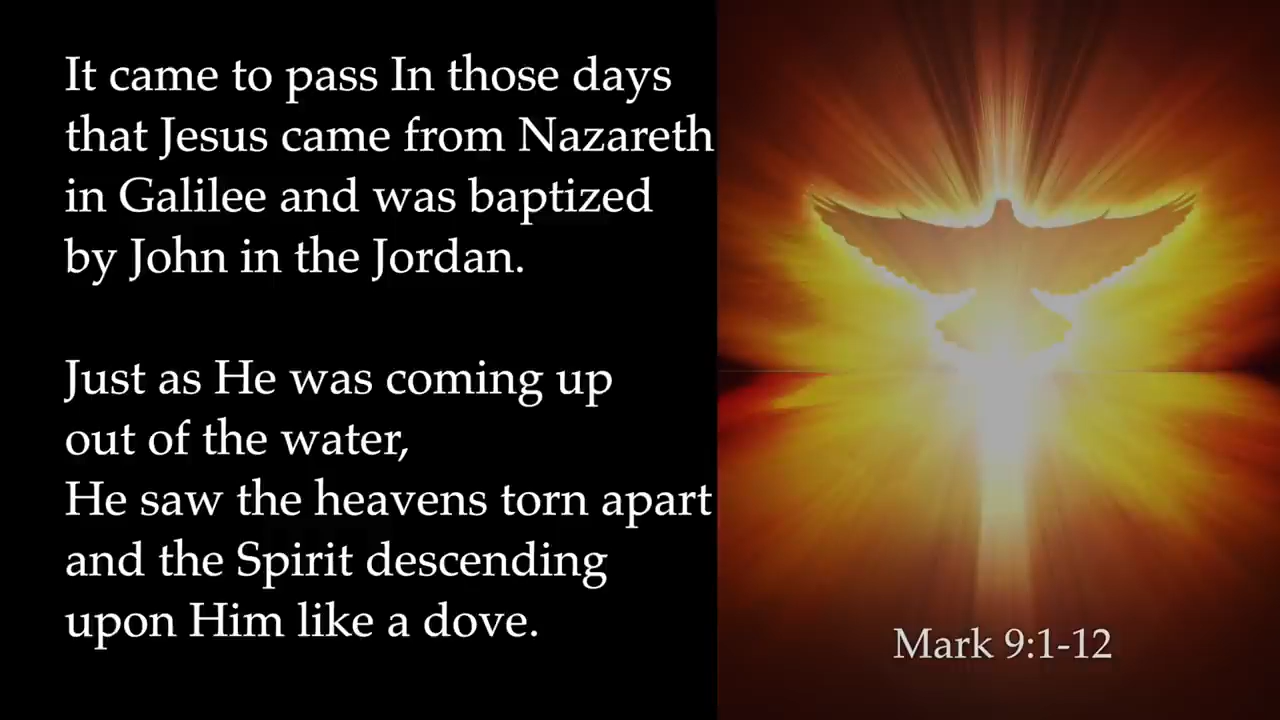 It came to pass In those days
that Jesus came from Nazareth
in Galilee and was baptized
by John in the Jordan.
Just as He was coming up
out of the water,
He saw the heavens torn apart
and the Spirit descending
upon Him like a dove.
Mark 9:1-12